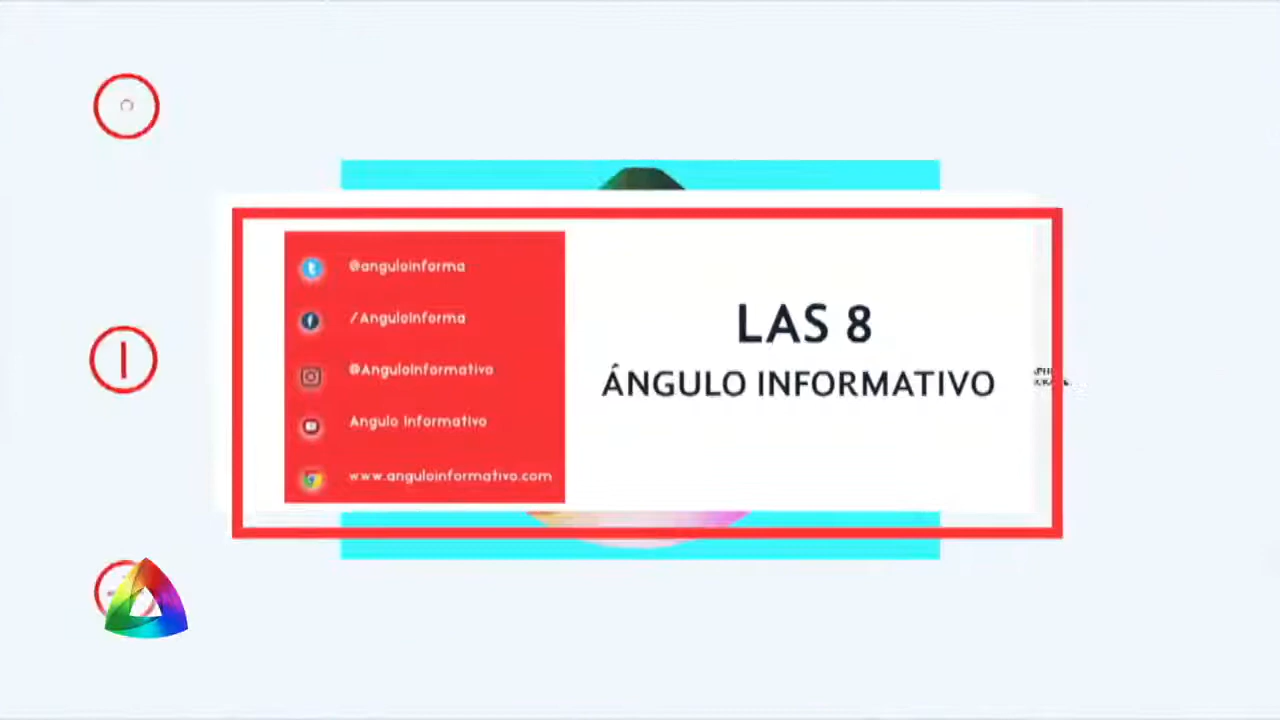 @anguloinforma
/AnguloInforma
@AnguloInformativo
Angulo Informativo
www.anguloinformativo.com
LAS 8
ÁNGULO INFORMATIVO